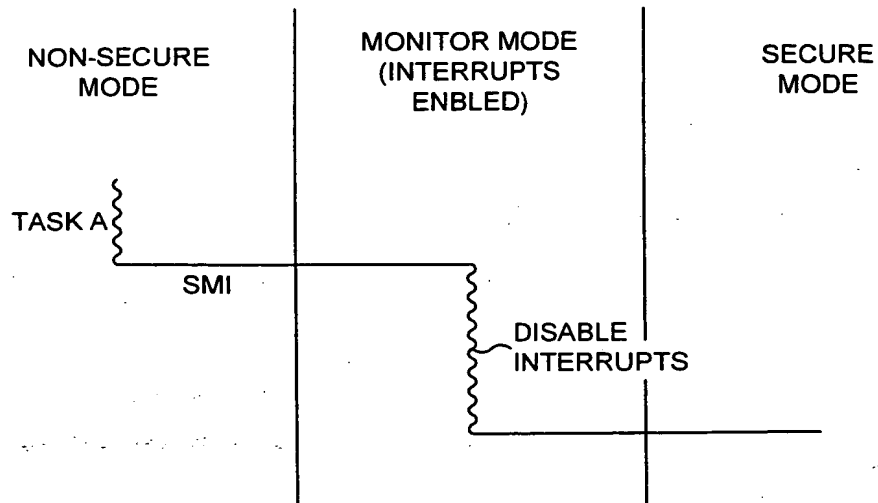 NON-SECURE
MODE
MONITOR MODE
(INTERRUPTS
ENBLED)
SECURE
MODE
TASK A
SMI
DISABLE
INTERRUPTS